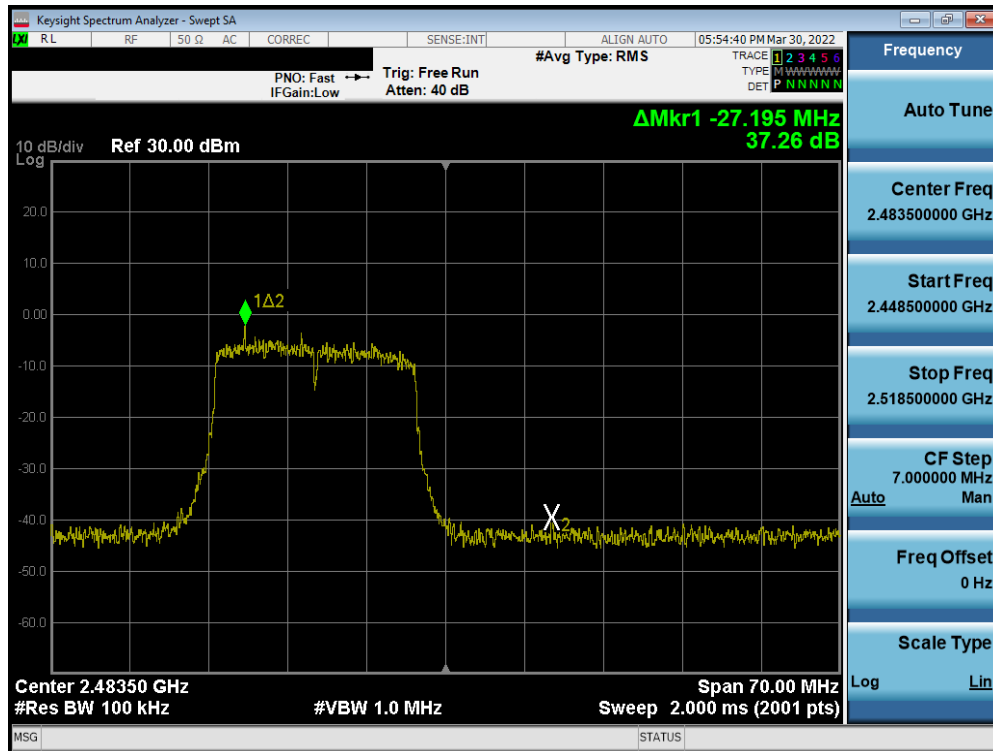 Keysight Spectrum Analyzer - Swept SA
LXI RL RF 50 Ω AC CORREC SENSE:INT ALIGN AUTO 05:54:40 PM Mar 30, 2022
PNO: Fast
IFGain:Low
Trig: Free Run
Atten: 40 dB
#Avg Type: RMS
TRACE 1 2 3 4 5 6
TYPE M WWWWW
DET P N N N N N
ΔMkr1 -27.195 MHz
37.26 dB
10 dB/div Ref 30.00 dBm
Log
20.0
10.0
0.00
-10.0
-20.0
-30.0
-40.0
-50.0
-60.0
1Δ2
X2
Center 2.48350 GHz Span 70.00 MHz
#Res BW 100 kHz #VBW 1.0 MHz Sweep 2.000 ms (2001 pts)
MSG STATUS
Frequency
Auto Tune
Center Freq
2.483500000 GHz
Start Freq
2.448500000 GHz
Stop Freq
2.518500000 GHz
CF Step
7.000000 MHz
Auto Man
Freq Offset
0 Hz
Scale Type
Log Lin